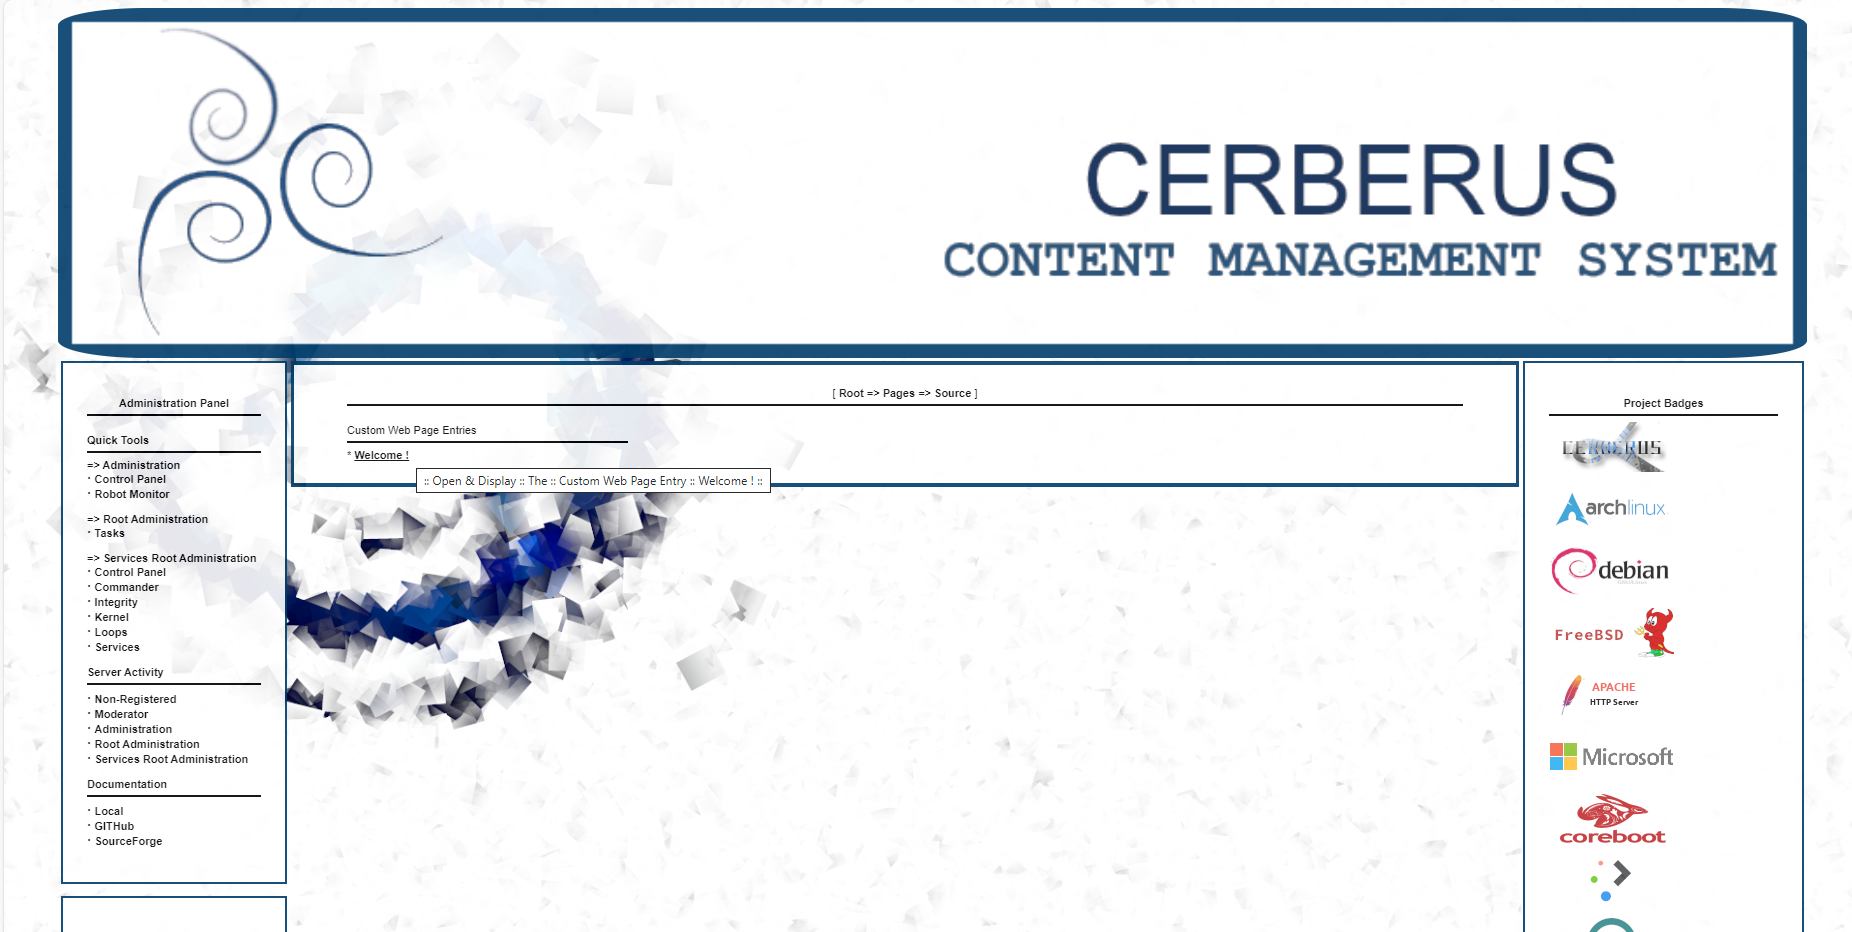 CERBERUS
CONTENT MANAGEMENT SYSTEM
Administration Panel
Quick Tools
=> Administration
· Control Panel
· Robot Monitor
=> Root Administration
· Tasks
=> Services Root Administration
· Control Panel
· Commander
· Integrity
· Kernel
· Loops
· Services
Server Activity
· Non-Registered
· Moderator
· Administration
· Root Administration
· Services Root Administration
Documentation
· Local
· GITHub
· SourceForge
[ Root => Pages => Source ]
Custom Web Page Entries
* Welcome !
:: Open & Display :: The :: Custom Web Page Entry :: Welcome ! ::
Project Badges
CERBERUS
archlinux
debian
FreeBSD
APACHE
HTTP Server
Microsoft
coreboot